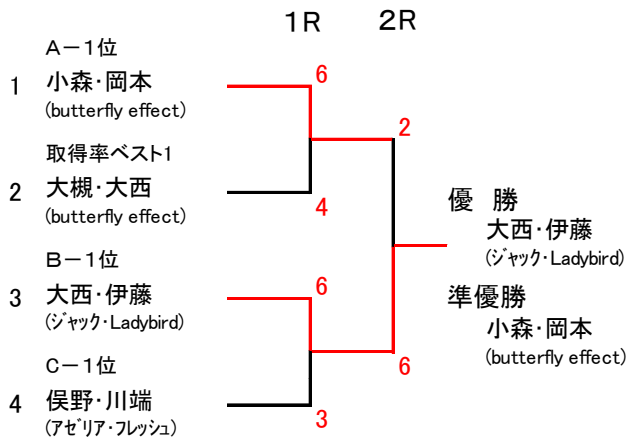 1R 2R
A-1位
1 小森・岡本
(butterfly effect)
6
2
取得率ベスト1
2 大槻・大西
(butterfly effect)
4
優 勝
大西・伊藤
(ジャック・Ladybird)
B-1位
3 大西・伊藤
(ジャック・Ladybird)
6
準優勝
小森・岡本
(butterfly effect)
C-1位
6
4 俣野・川端
(アゼリア・フレッシュ)
3